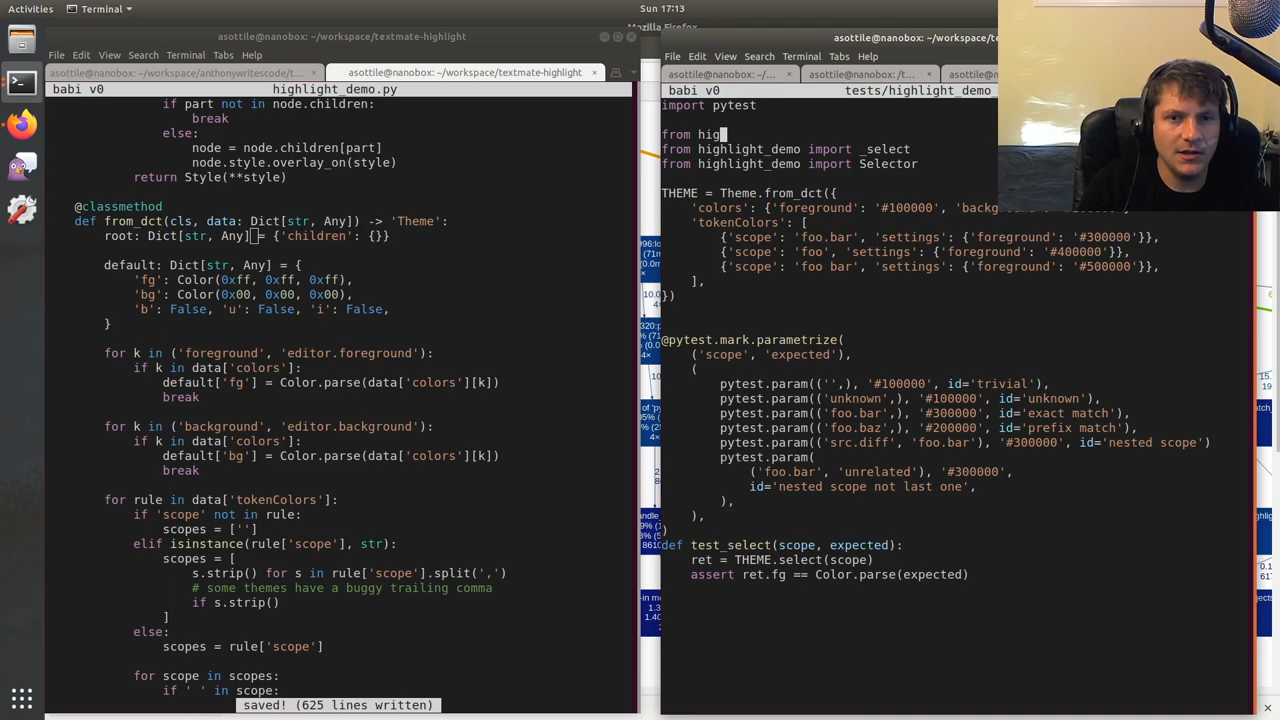 Activities
Terminal
Sun 17:13
Mozilla Firefox
asottile@nanobox: ~/workspace/textmate-highlight
File Edit View Search Terminal Tabs Help
asottile@nanobox: ~/workspace/anthonywritescode/t...
asottile@nanobox: ~/workspace/textmate-highlight
babi v0 highlight_demo.py
if part not in node.children:
break
else:
node = node.children[part]
node.style.overlay_on(style)
return Style(**style)
@classmethod
def from_dct(cls, data: Dict[str, Any]) -> 'Theme':
root: Dict[str, Any] = {'children': {}}
default: Dict[str, Any] = {
'fg': Color(0xff, 0xff, 0xff),
'bg': Color(0x00, 0x00, 0x00),
'b': False, 'u': False, 'i': False,
}
for k in ('foreground', 'editor.foreground'):
if k in data['colors']:
default['fg'] = Color.parse(data['colors'][k])
break
for k in ('background', 'editor.background'):
if k in data['colors']:
default['bg'] = Color.parse(data['colors'][k])
break
for rule in data['tokenColors']:
if 'scope' not in rule:
scopes = ['']
elif isinstance(rule['scope'], str):
scopes = [
s.strip() for s in rule['scope'].split(',')
# some themes have a buggy trailing comma
if s.strip()
]
else:
scopes = rule['scope']
for scope in scopes:
if ' ' in scope:
saved! (625 lines written)
asottile@nanobox: ~/workspace/
File Edit View Search Terminal Tabs Help
asottile@nanobox: ~/...
asottile@nanobox: /t...
asottile@nano
babi v0 tests/highlight_demo_
import pytest
from hig
from highlight_demo import _select
from highlight_demo import Selector
THEME = Theme.from_dct({
'colors': {'foreground': '#100000', 'backg
'tokenColors': [
{'scope': 'foo.bar', 'settings': {'foreground': '#300000'}},
{'scope': 'foo', 'settings': {'foreground': '#400000'}},
{'scope': 'foo bar', 'settings': {'foreground': '#500000'}},
],
})
@pytest.mark.parametrize(
('scope', 'expected'),
(
pytest.param(('',), '#100000', id='trivial'),
pytest.param(('unknown',), '#100000', id='unknown'),
pytest.param(('foo.bar',), '#300000', id='exact match'),
pytest.param(('foo.baz',), '#200000', id='prefix match'),
pytest.param(('src.diff', 'foo.bar'), '#300000', id='nested scope')
pytest.param(
('foo.bar', 'unrelated'), '#300000',
id='nested scope not last one',
),
),
)
def test_select(scope, expected):
ret = THEME.select(scope)
assert ret.fg == Color.parse(expected)